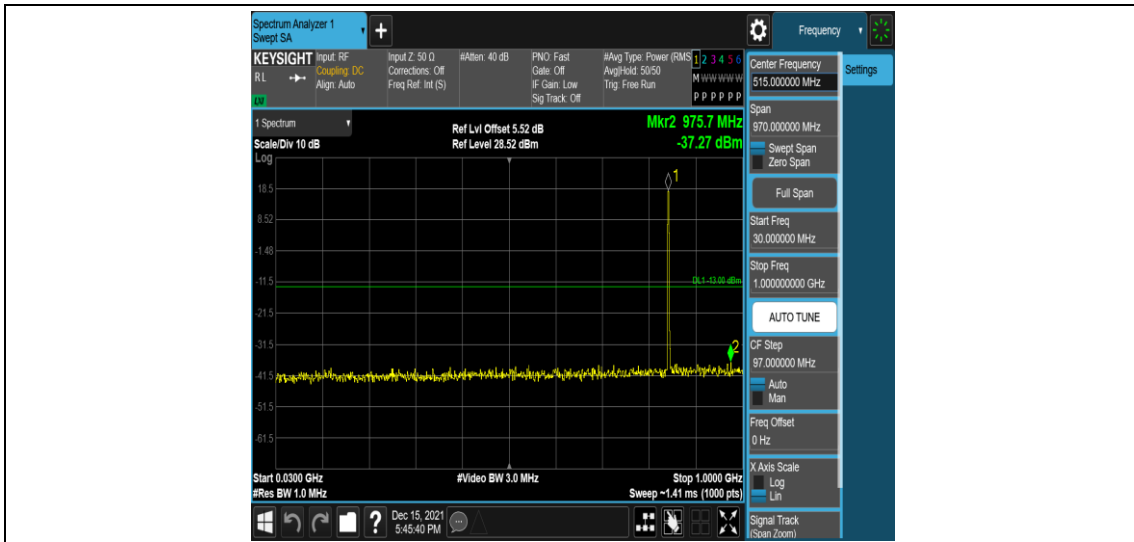 Spectrum Analyzer 1
Swept SA
+
Frequency
KEYSIGHT
RL
LXI
Input: RF
Coupling: DC
Align: Auto
Input Z: 50 Ω
Corrections: Off
Freq Ref: Int (S)
#Atten: 40 dB
PNO: Fast
Gate: Off
IF Gain: Low
Sig Track: Off
#Avg Type: Power (RMS
Avg|Hold: 50/50
Trig: Free Run
1 2 3 4 5 6
M W W W W W
P P P P P P
1 Spectrum
Scale/Div 10 dB
Log
Ref Lvl Offset 5.52 dB
Ref Level 28.52 dBm
Mkr2 975.7 MHz
-37.27 dBm
1
18.5
8.52
-1.48
-11.5
DL1 -13.00 dBm
-21.5
-31.5
2
-41.5
-51.5
-61.5
Start 0.0300 GHz
#Video BW 3.0 MHz
Stop 1.0000 GHz
#Res BW 1.0 MHz
Sweep ~1.41 ms (1000 pts)
?
Dec 15, 2021
5:45:40 PM
Center Frequency
515.000000 MHz
Settings
Span
970.000000 MHz
Swept Span
Zero Span
Full Span
Start Freq
30.000000 MHz
Stop Freq
1.000000000 GHz
AUTO TUNE
CF Step
97.000000 MHz
Auto
Man
Freq Offset
0 Hz
X Axis Scale
Log
Lin
Signal Track
(Span Zoom)